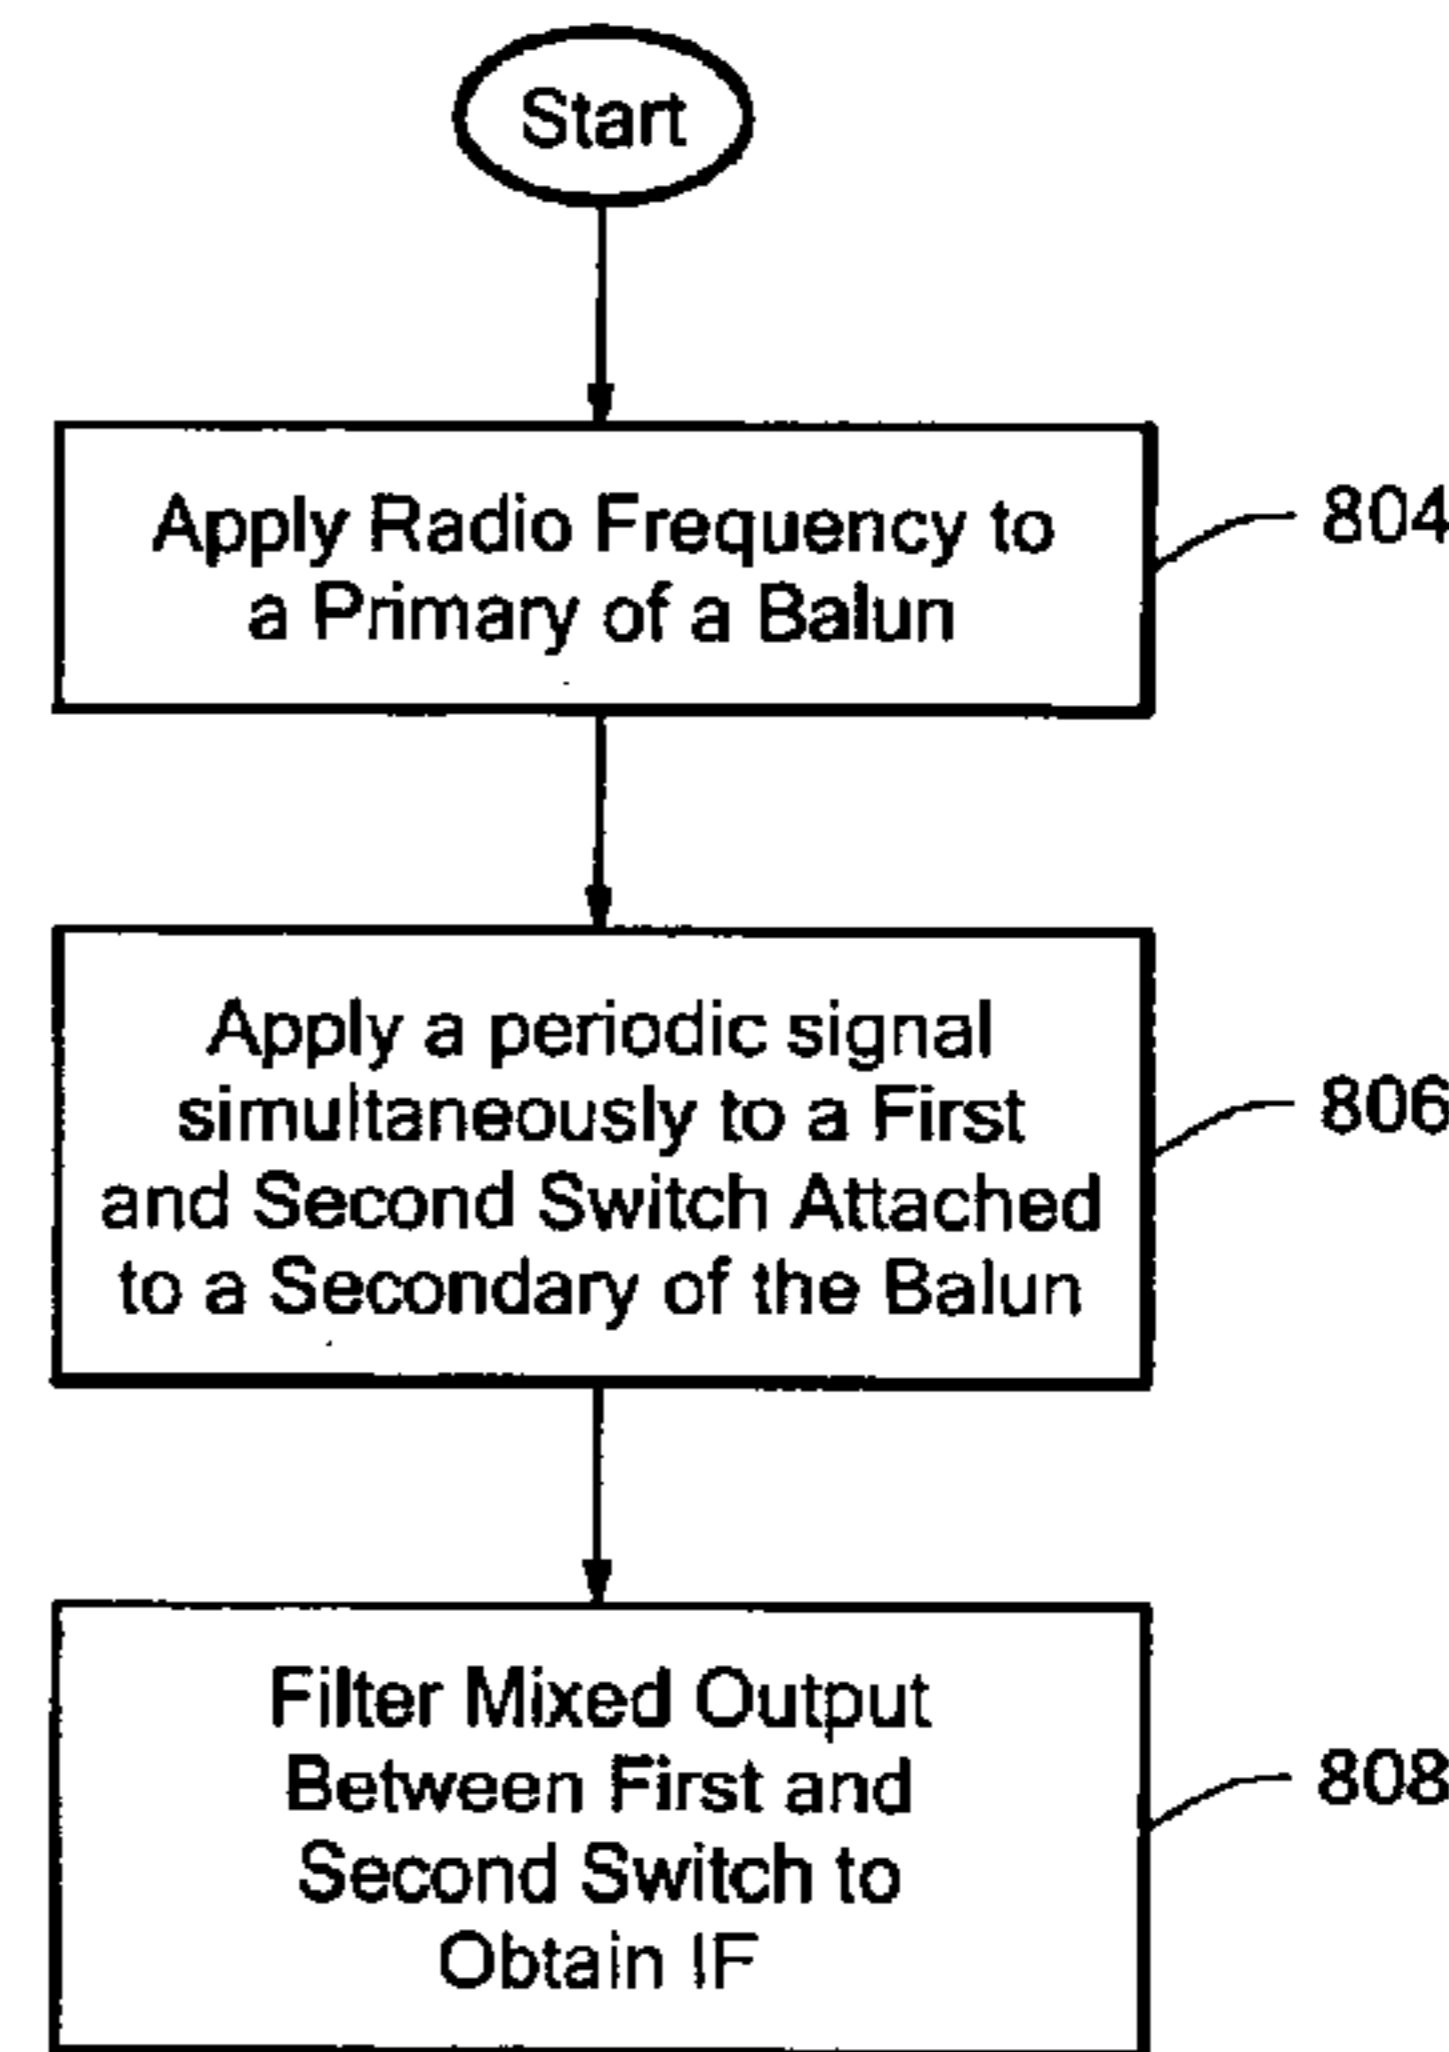 Start
Apply Radio Frequency to
a Primary of a Balun
804
Apply a periodic signal
simultaneously to a First
and Second Switch Attached
to a Secondary of the Balun
806
Filter Mixed Output
Between First and
Second Switch to
Obtain IF
808